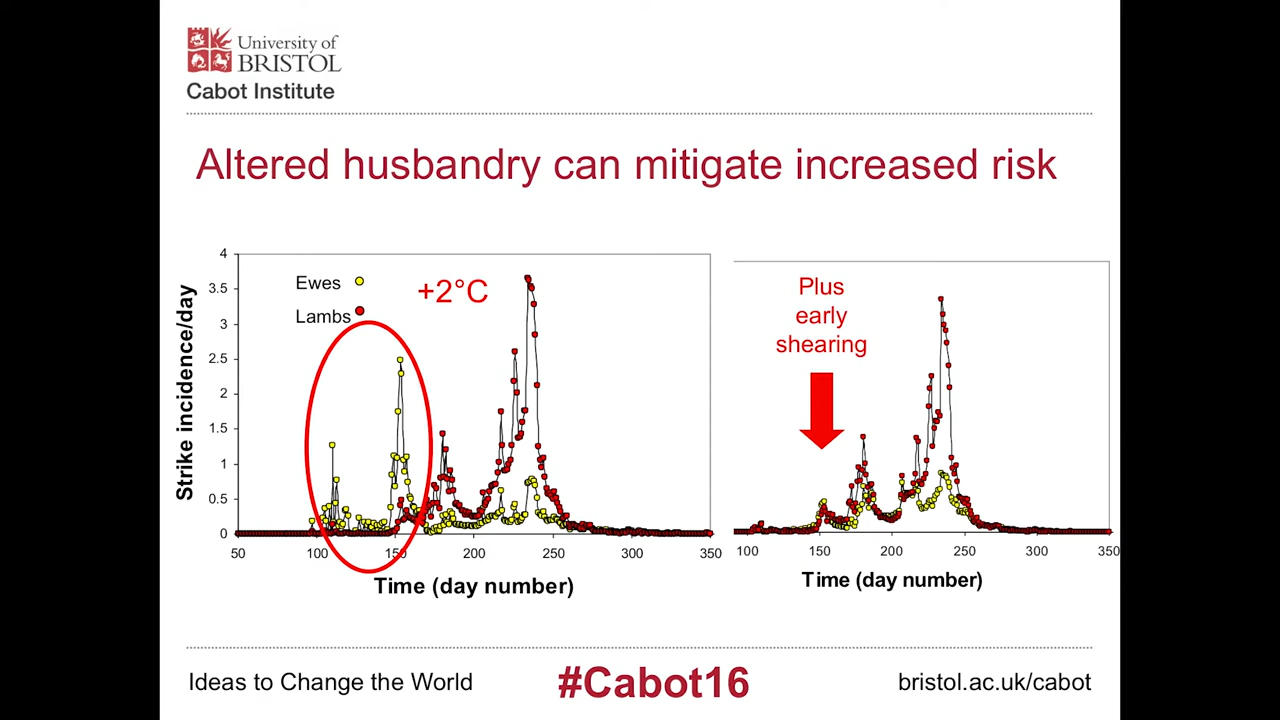 University of
BRISTOL
Cabot Institute
Altered husbandry can mitigate increased risk
4
3.5
3
2.5
2
1.5
1
0.5
0
Strike incidence/day
Ewes
Lambs
+2°C
50 100 150 200 250 300 350
Time (day number)
Plus
early
shearing
100 150 200 250 300 350
Time (day number)
Ideas to Change the World
#Cabot16
bristol.ac.uk/cabot